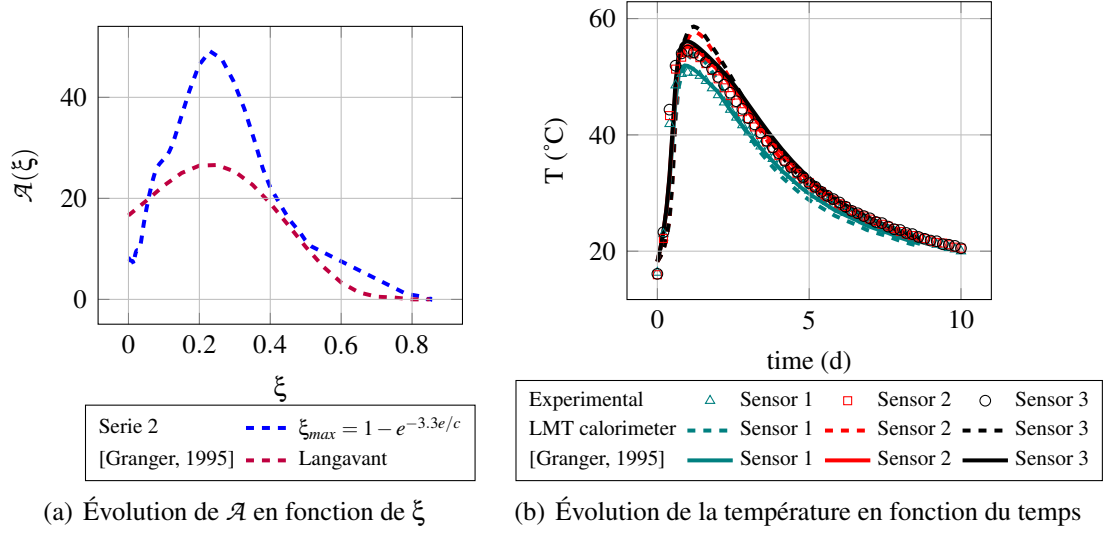 40
20
0
𝒜(ξ)
0 0.2 0.4 0.6 0.8
ξ
Serie 2 ξmax = 1 − e^−3.3e/c
[Granger, 1995] Langavant
(a) Évolution de 𝒜 en fonction de ξ
60
40
20
T (°C)
0 5 10
time (d)
Experimental Sensor 1 Sensor 2 Sensor 3
LMT calorimeter Sensor 1 Sensor 2 Sensor 3
[Granger, 1995] Sensor 1 Sensor 2 Sensor 3
(b) Évolution de la température en fonction du temps